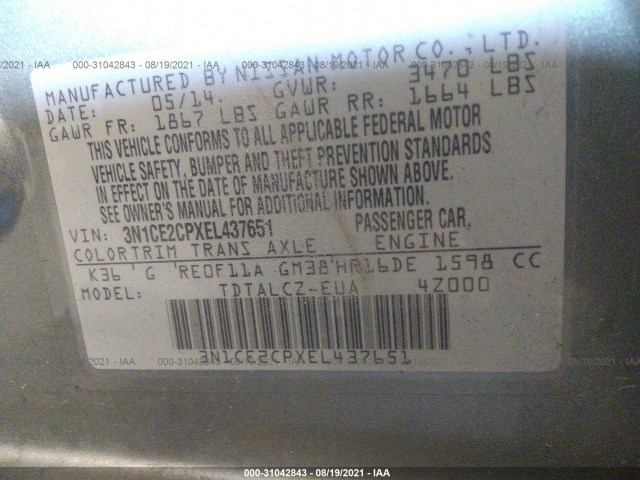 000-31042843 - 08/19/2021 - IAA
MANUFACTURED BY NISSAN MOTOR CO., LTD.
DATE: 05/14. GVWR: 3470 LBS
GAWR FR: 1867 LBS GAWR RR: 1664 LBS
THIS VEHICLE CONFORMS TO ALL APPLICABLE FEDERAL MOTOR
VEHICLE SAFETY, BUMPER AND THEFT PREVENTION STANDARDS
IN EFFECT ON THE DATE OF MANUFACTURE SHOWN ABOVE.
SEE OWNER'S MANUAL FOR ADDITIONAL INFORMATION.
VIN: 3N1CE2CPXEL437651 PASSENGER CAR,
COLOR TRIM TRANS AXLE ENGINE
K36 G RE0F11A GM38 HR16DE 1598 CC
MODEL: TDTALCZ-EUA 4Z000
3N1CE2CPXEL437651
000-31042843 - 08/19/2021 - IAA